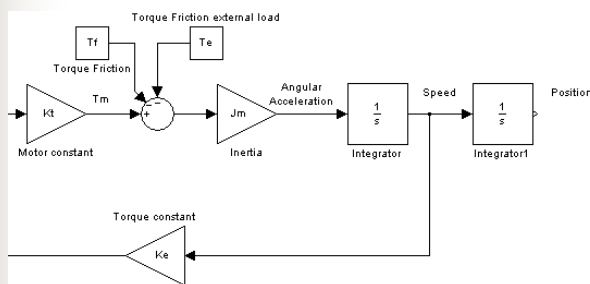 Torque Friction external load
Tf
Te
Torque Friction
Tm
−
−
+
Kt
Jm
Angular
Acceleration
1
s
Speed
1
s
Position
Motor constant
Inertia
Integrator
Integrator1
Torque constant
Ke